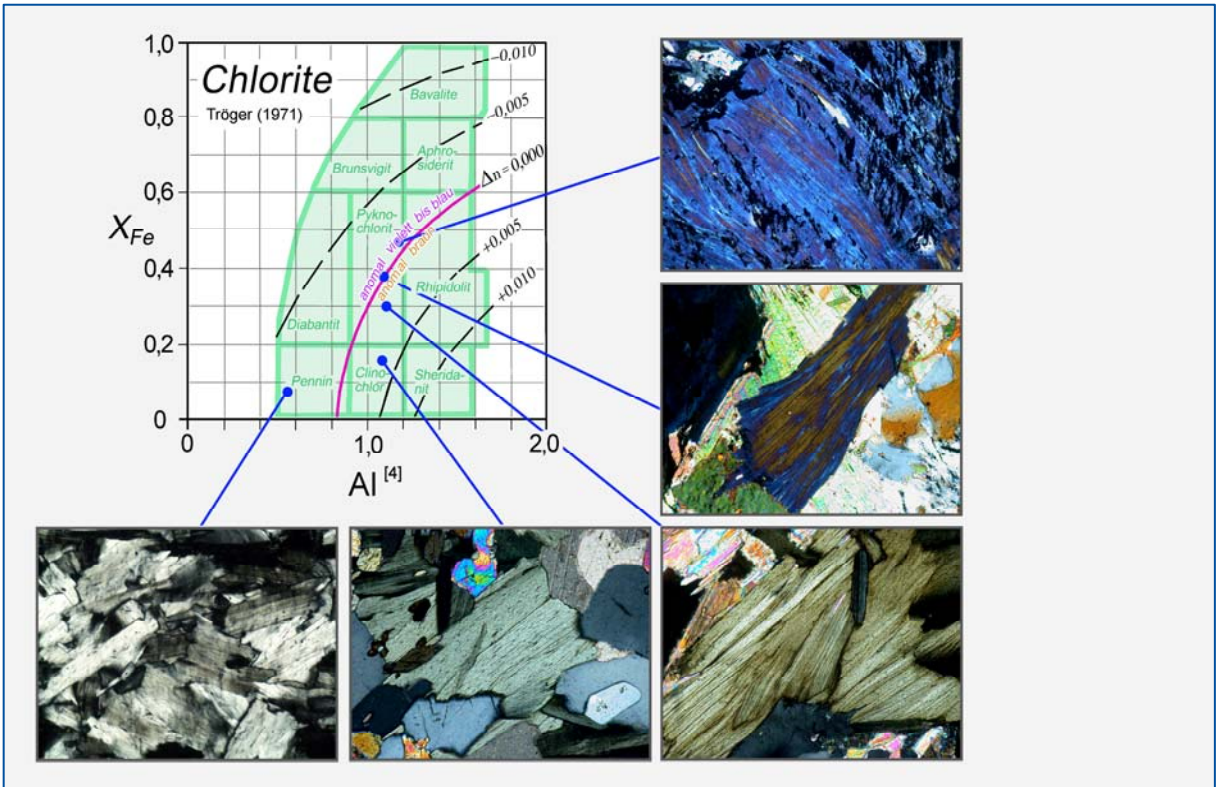 Chlorite
Tröger (1971)
1,0
0,8
0,6
0,4
0,2
0
X Fe
0
1,0
2,0
Al [4]
–0,010
–0,005
Δn = 0,000
+0,005
+0,010
Bavalite
Brunsvigit
Aphro-
siderit
Pykno-
chlorit
anomal violett bis blau
anomal braun
Rhipidolit
Diabantit
Pennin
Clino-
chlor
Sherida-
nit